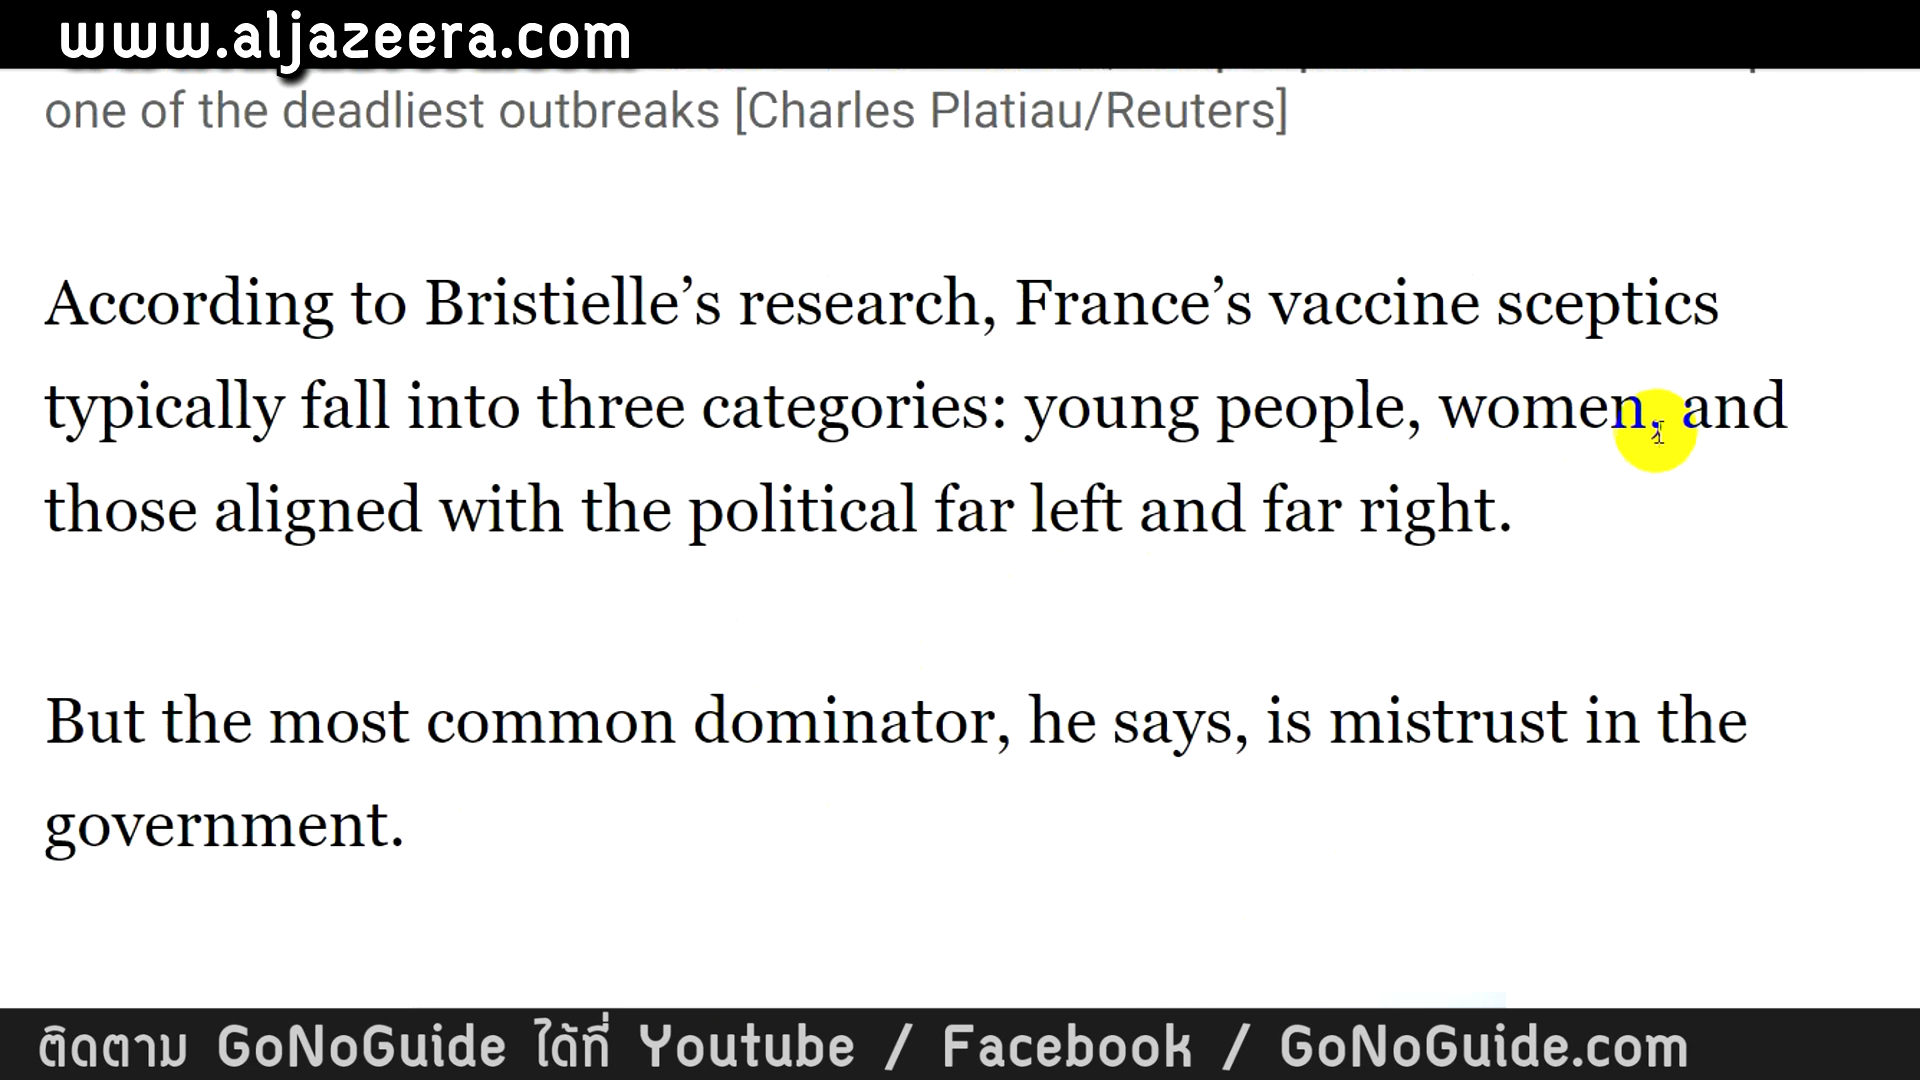 www.aljazeera.com
one of the deadliest outbreaks [Charles Platiau/Reuters]
According to Bristielle’s research, France’s vaccine sceptics
typically fall into three categories: young people, women, and
those aligned with the political far left and far right.
But the most common dominator, he says, is mistrust in the
government.
ติดตาม GoNoGuide ได้ที่ Youtube / Facebook / GoNoGuide.com